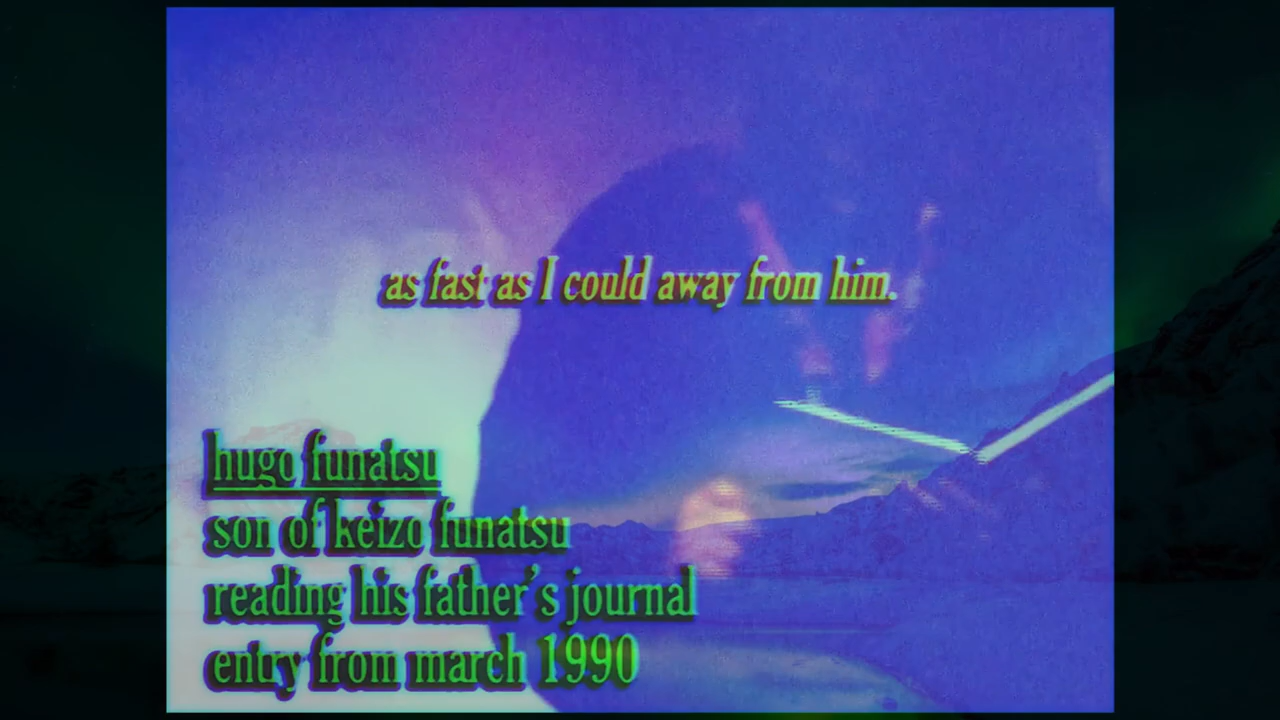 as fast as I could away from him.
hugo funatsu
son of keizo funatsu
reading his father's journal
entry from march 1990